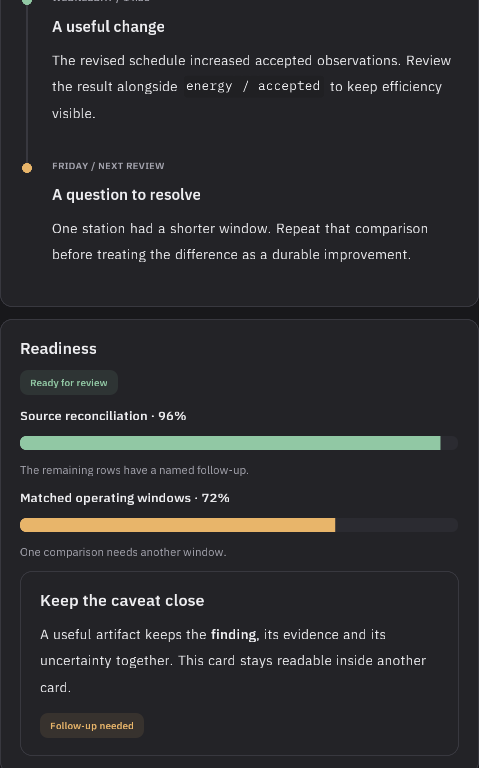 A useful change
The revised schedule increased accepted observations. Review
the result alongside energy / accepted to keep efficiency
visible.
FRIDAY / NEXT REVIEW
A question to resolve
One station had a shorter window. Repeat that comparison
before treating the difference as a durable improvement.
Readiness
Ready for review
Source reconciliation · 96%
The remaining rows have a named follow-up.
Matched operating windows · 72%
One comparison needs another window.
Keep the caveat close
A useful artifact keeps the finding, its evidence and its
uncertainty together. This card stays readable inside another
card.
Follow-up needed